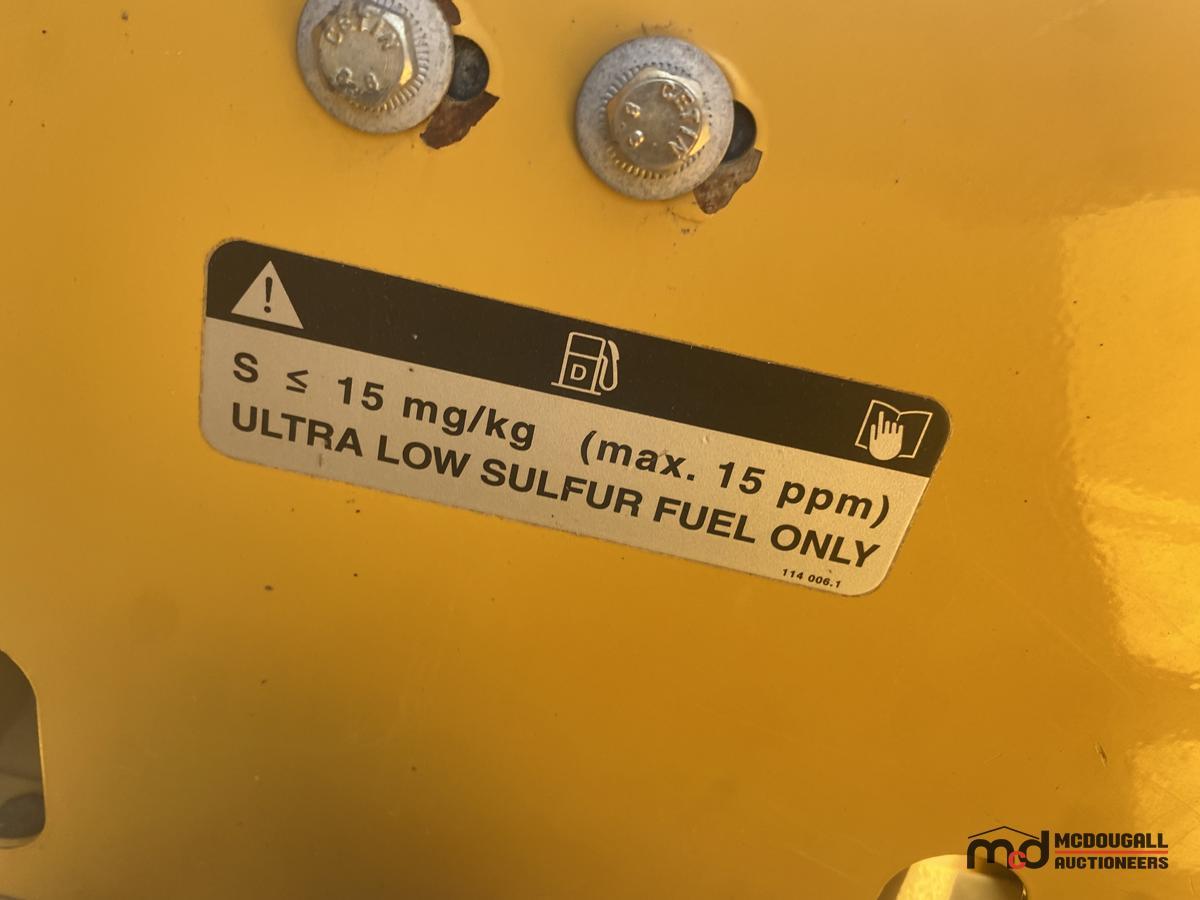 CETIN
8.8
CETIN
8.8
!
D
S ≤ 15 mg/kg (max. 15 ppm)
ULTRA LOW SULFUR FUEL ONLY
114 006.1
mcd MCDOUGALL
AUCTIONEERS